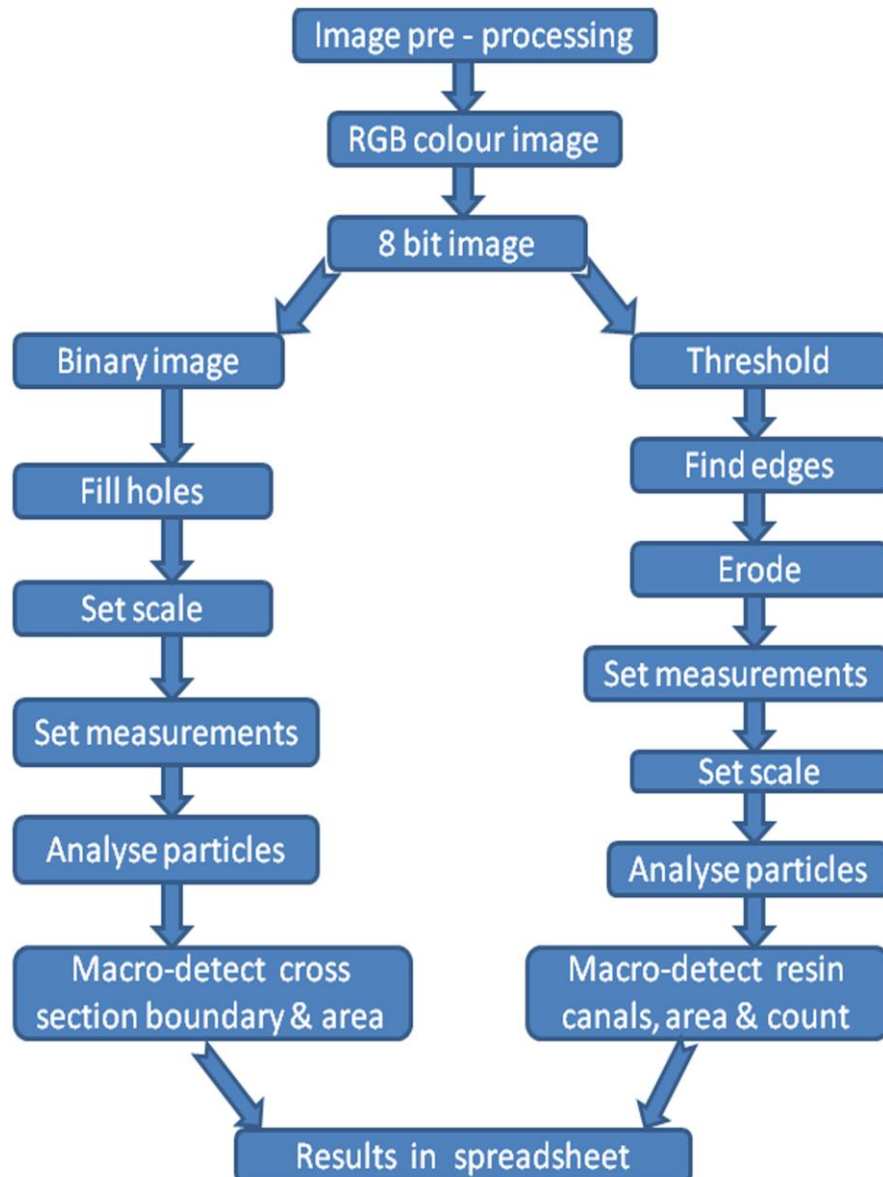 Image pre - processing
RGB colour image
8 bit image
Binary image
Fill holes
Set scale
Set measurements
Analyse particles
Macro-detect cross
section boundary & area
Threshold
Find edges
Erode
Set measurements
Set scale
Analyse particles
Macro-detect resin
canals, area & count
Results in spreadsheet